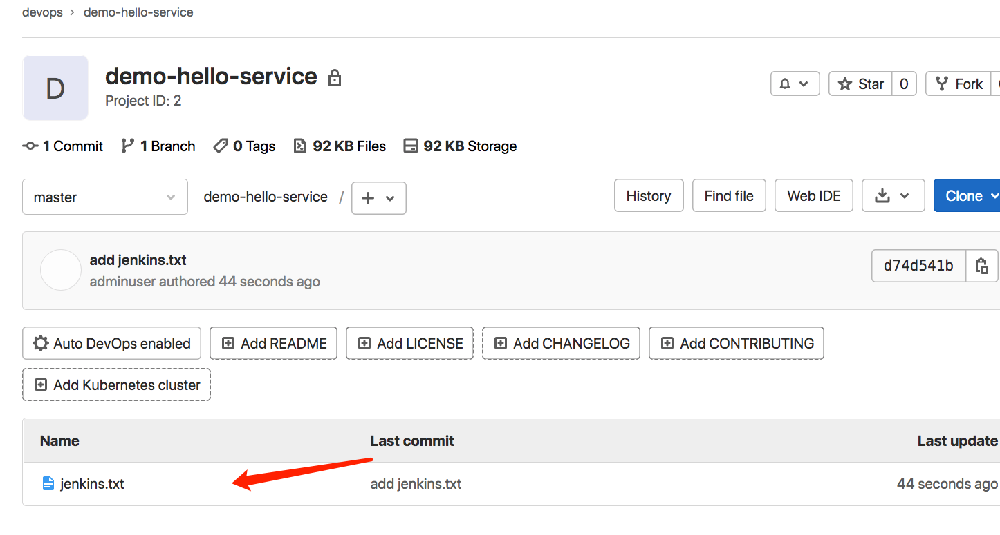 devops › demo-hello-service
D
demo-hello-service
Project ID: 2
Star 0 Fork
1 Commit 1 Branch 0 Tags 92 KB Files 92 KB Storage
master demo-hello-service / + History Find file Web IDE Clone
add jenkins.txt
adminuser authored 44 seconds ago
d74d541b
Auto DevOps enabled Add README Add LICENSE Add CHANGELOG Add CONTRIBUTING
Add Kubernetes cluster
Name Last commit Last update
jenkins.txt add jenkins.txt 44 seconds ago